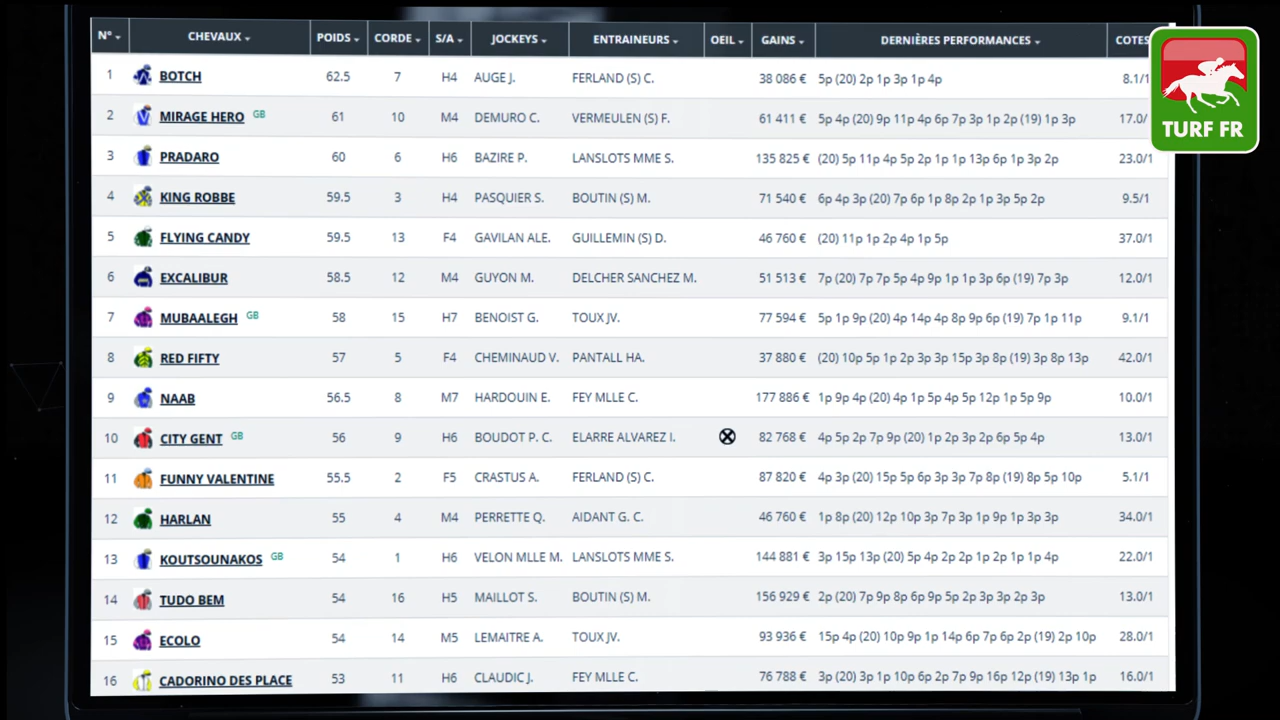 N° CHEVAUX POIDS CORDE S/A JOCKEYS ENTRAINEURS OEIL GAINS DERNIÈRES PERFORMANCES COTES
1 BOTCH 62.5 7 H4 AUGE J. FERLAND (S) C. 38 086 € 5p (20) 2p 1p 3p 1p 4p 8.1/1
2 MIRAGE HERO GB 61 10 M4 DEMURO C. VERMEULEN (S) F. 61 411 € 5p 4p (20) 9p 11p 4p 6p 7p 3p 1p 2p (19) 1p 3p 17.0/
3 PRADARO 60 6 H6 BAZIRE P. LANSLOTS MME S. 135 825 € (20) 5p 11p 4p 5p 2p 1p 1p 13p 6p 1p 3p 2p 23.0/1
4 KING ROBBE 59.5 3 H4 PASQUIER S. BOUTIN (S) M. 71 540 € 6p 4p 3p (20) 7p 6p 1p 8p 2p 1p 3p 5p 2p 9.5/1
5 FLYING CANDY 59.5 13 F4 GAVILAN ALE. GUILLEMIN (S) D. 46 760 € (20) 11p 1p 2p 4p 1p 5p 37.0/1
6 EXCALIBUR 58.5 12 M4 GUYON M. DELCHER SANCHEZ M. 51 513 € 7p (20) 7p 7p 5p 4p 9p 1p 1p 3p 6p (19) 7p 3p 12.0/1
7 MUBAALEGH GB 58 15 H7 BENOIST G. TOUX JV. 77 594 € 5p 1p 9p (20) 4p 14p 4p 8p 9p 6p (19) 7p 1p 11p 9.1/1
8 RED FIFTY 57 5 F4 CHEMINAUD V. PANTALL HA. 37 880 € (20) 10p 5p 1p 2p 3p 3p 15p 3p 8p (19) 3p 8p 13p 42.0/1
9 NAAB 56.5 8 M7 HARDOUIN E. FEY MLLE C. 177 886 € 1p 9p 4p (20) 4p 1p 5p 4p 5p 12p 1p 5p 9p 10.0/1
10 CITY GENT GB 56 9 H6 BOUDOT P. C. ELARRE ALVAREZ I. 82 768 € 4p 5p 2p 7p 9p (20) 1p 2p 3p 2p 6p 5p 4p 13.0/1
11 FUNNY VALENTINE 55.5 2 F5 CRASTUS A. FERLAND (S) C. 87 820 € 4p 3p (20) 15p 5p 6p 3p 3p 7p 8p (19) 8p 5p 10p 5.1/1
12 HARLAN 55 4 M4 PERRETTE Q. AIDANT G. C. 46 760 € 1p 8p (20) 12p 10p 3p 7p 3p 1p 9p 1p 3p 3p 34.0/1
13 KOUTSOUNAKOS GB 54 1 H6 VELON MLLE M. LANSLOTS MME S. 144 881 € 3p 15p 13p (20) 5p 4p 2p 2p 1p 2p 1p 1p 4p 22.0/1
14 TUDO BEM 54 16 H5 MAILLOT S. BOUTIN (S) M. 156 929 € 2p (20) 7p 9p 8p 6p 9p 5p 2p 3p 3p 2p 3p 13.0/1
15 ECOLO 54 14 M5 LEMAITRE A. TOUX JV. 93 936 € 15p 4p (20) 10p 9p 1p 14p 6p 7p 6p 2p (19) 2p 10p 28.0/1
16 CADORINO DES PLACE 53 11 H6 CLAUDIC J. FEY MLLE C. 76 788 € 3p (20) 3p 1p 10p 6p 2p 7p 9p 16p 12p (19) 13p 1p 16.0/1
TURF FR